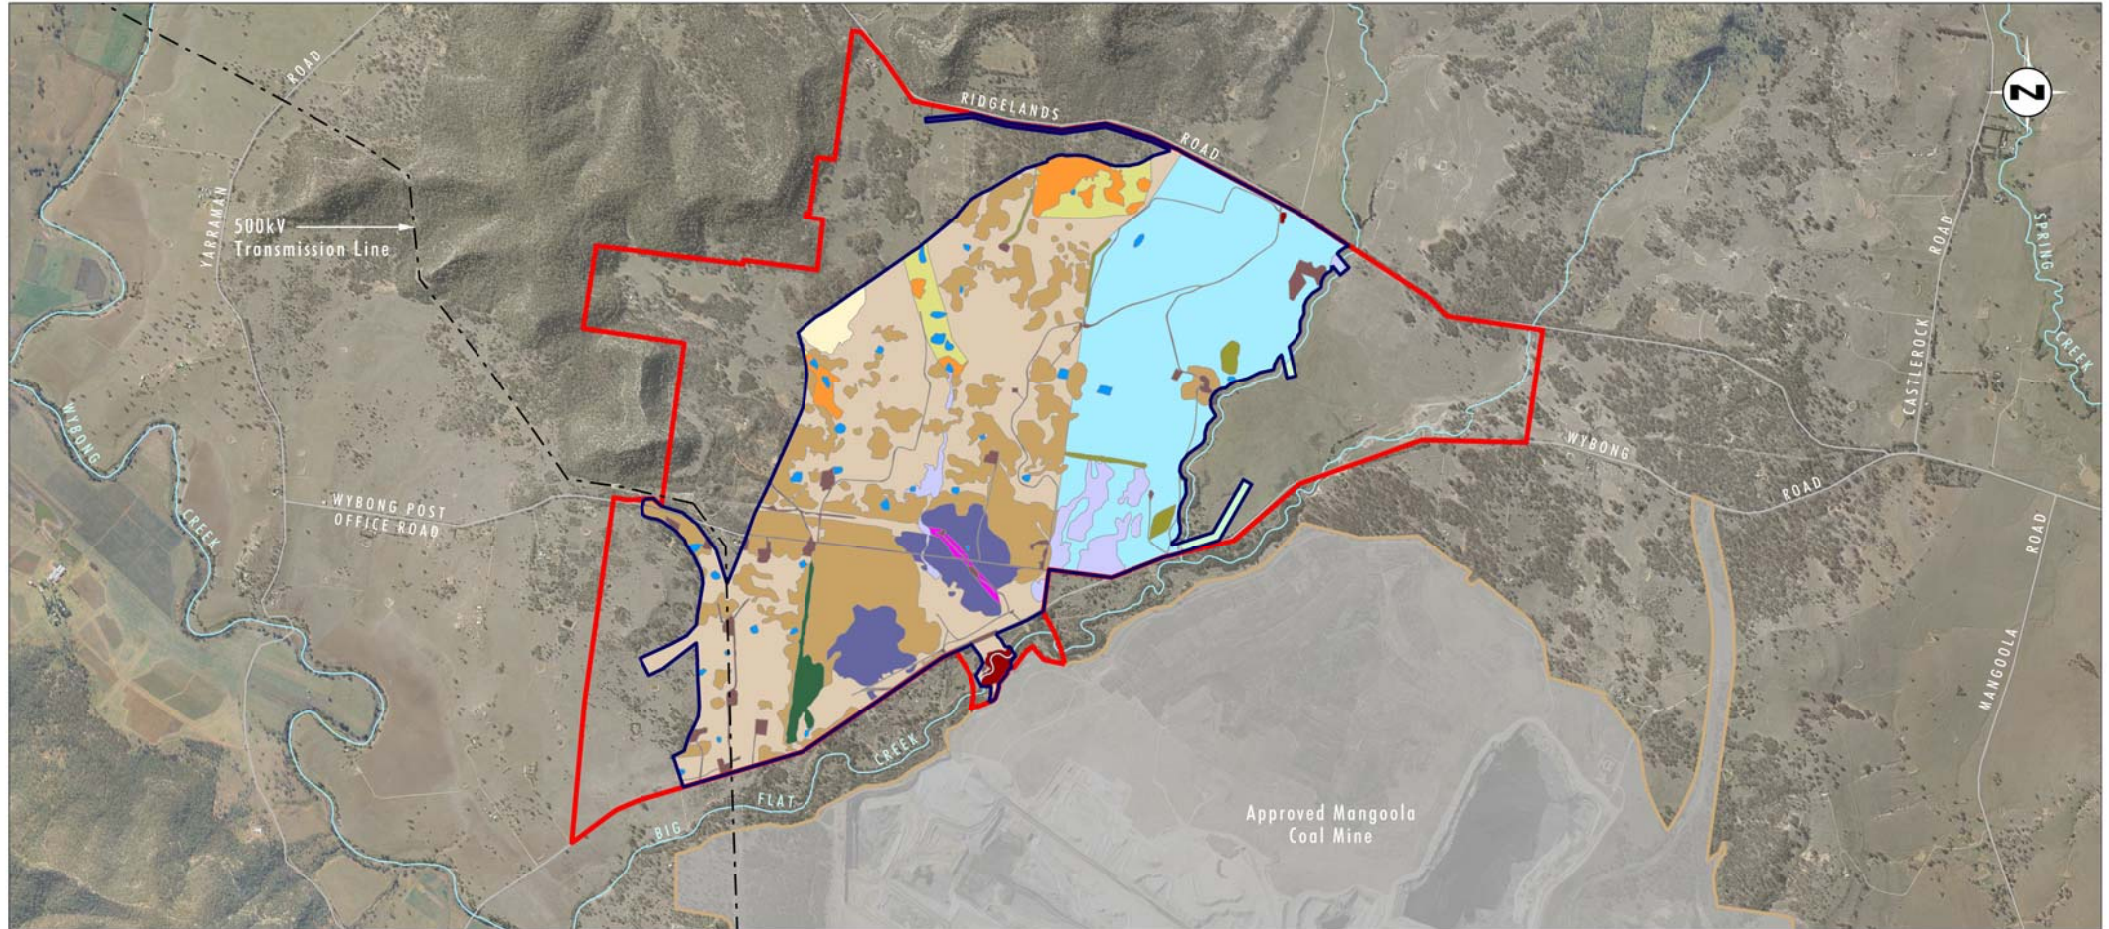 ROAD
RIDGELANDS
ROAD
N
YARRAMAN
500kV
Transmission Line
SPRING
CREEK
ROAD
CASTLEROCK
WYBONG
CREEK
WYBONG POST
OFFICE ROAD
WYBONG
ROAD
ROAD
MANGOOLA
CREEK
FLAT
BIG
Approved Mangoola
Coal Mine